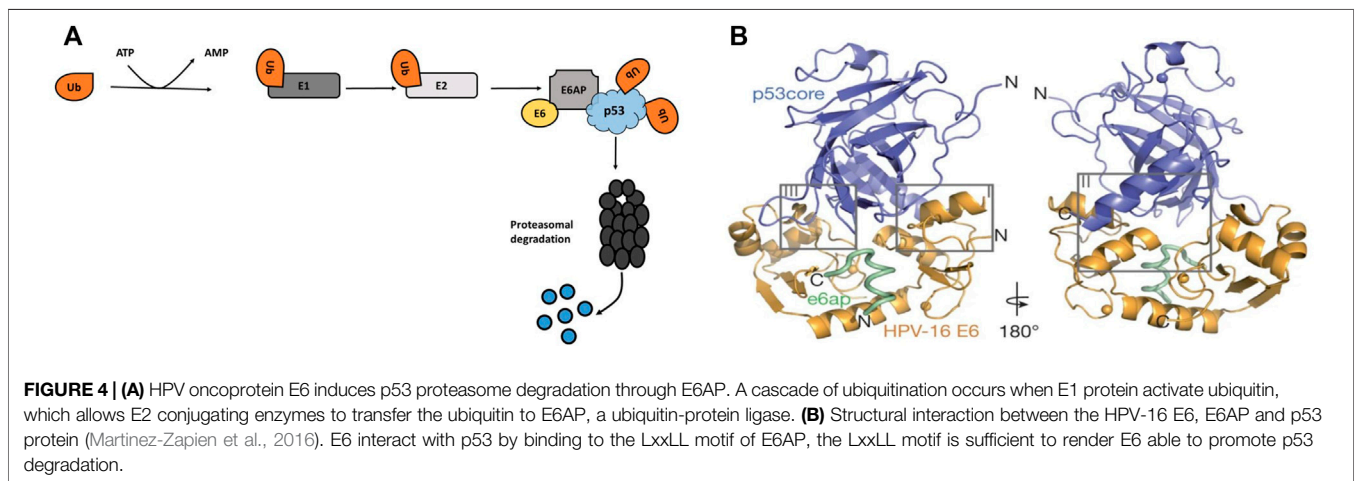 A
ATP
AMP
Ub
Ub
E1
Ub
E2
E6AP
E6
p53
Ub
Ub
Proteasomal
degradation
B
p53core
N
III
I
N
C
e6ap
N
HPV-16 E6
180°
N
II
C
C
FIGURE 4 | (A) HPV oncoprotein E6 induces p53 proteasome degradation through E6AP. A cascade of ubiquitination occurs when E1 protein activate ubiquitin,
which allows E2 conjugating enzymes to transfer the ubiquitin to E6AP, a ubiquitin-protein ligase. (B) Structural interaction between the HPV-16 E6, E6AP and p53
protein (Martinez-Zapien et al., 2016). E6 interact with p53 by binding to the LxxLL motif of E6AP, the LxxLL motif is sufficient to render E6 able to promote p53
degradation.